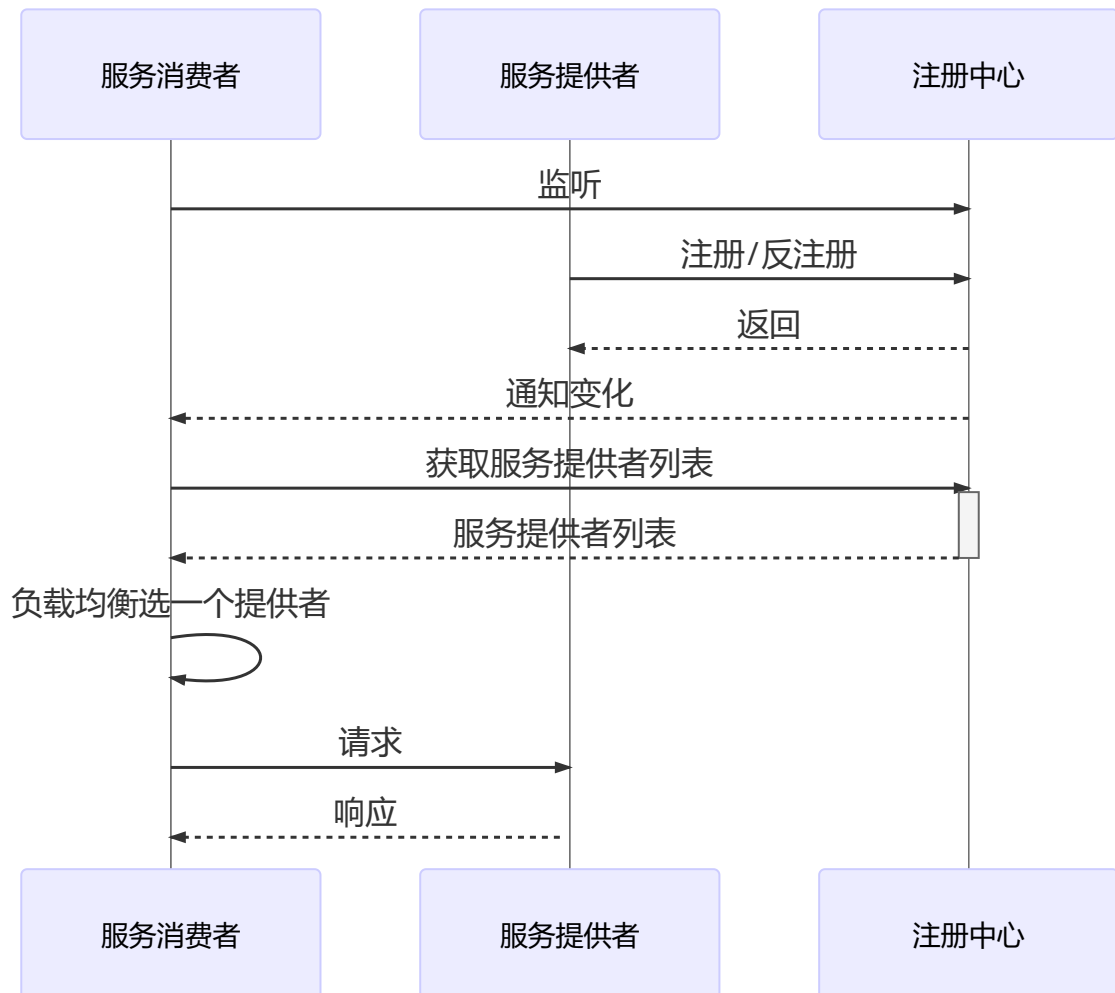 服务消费者
服务提供者
注册中心
监听
注册/反注册
返回
通知变化
获取服务提供者列表
服务提供者列表
负载均衡选一个提供者
请求
响应
服务消费者
服务提供者
注册中心